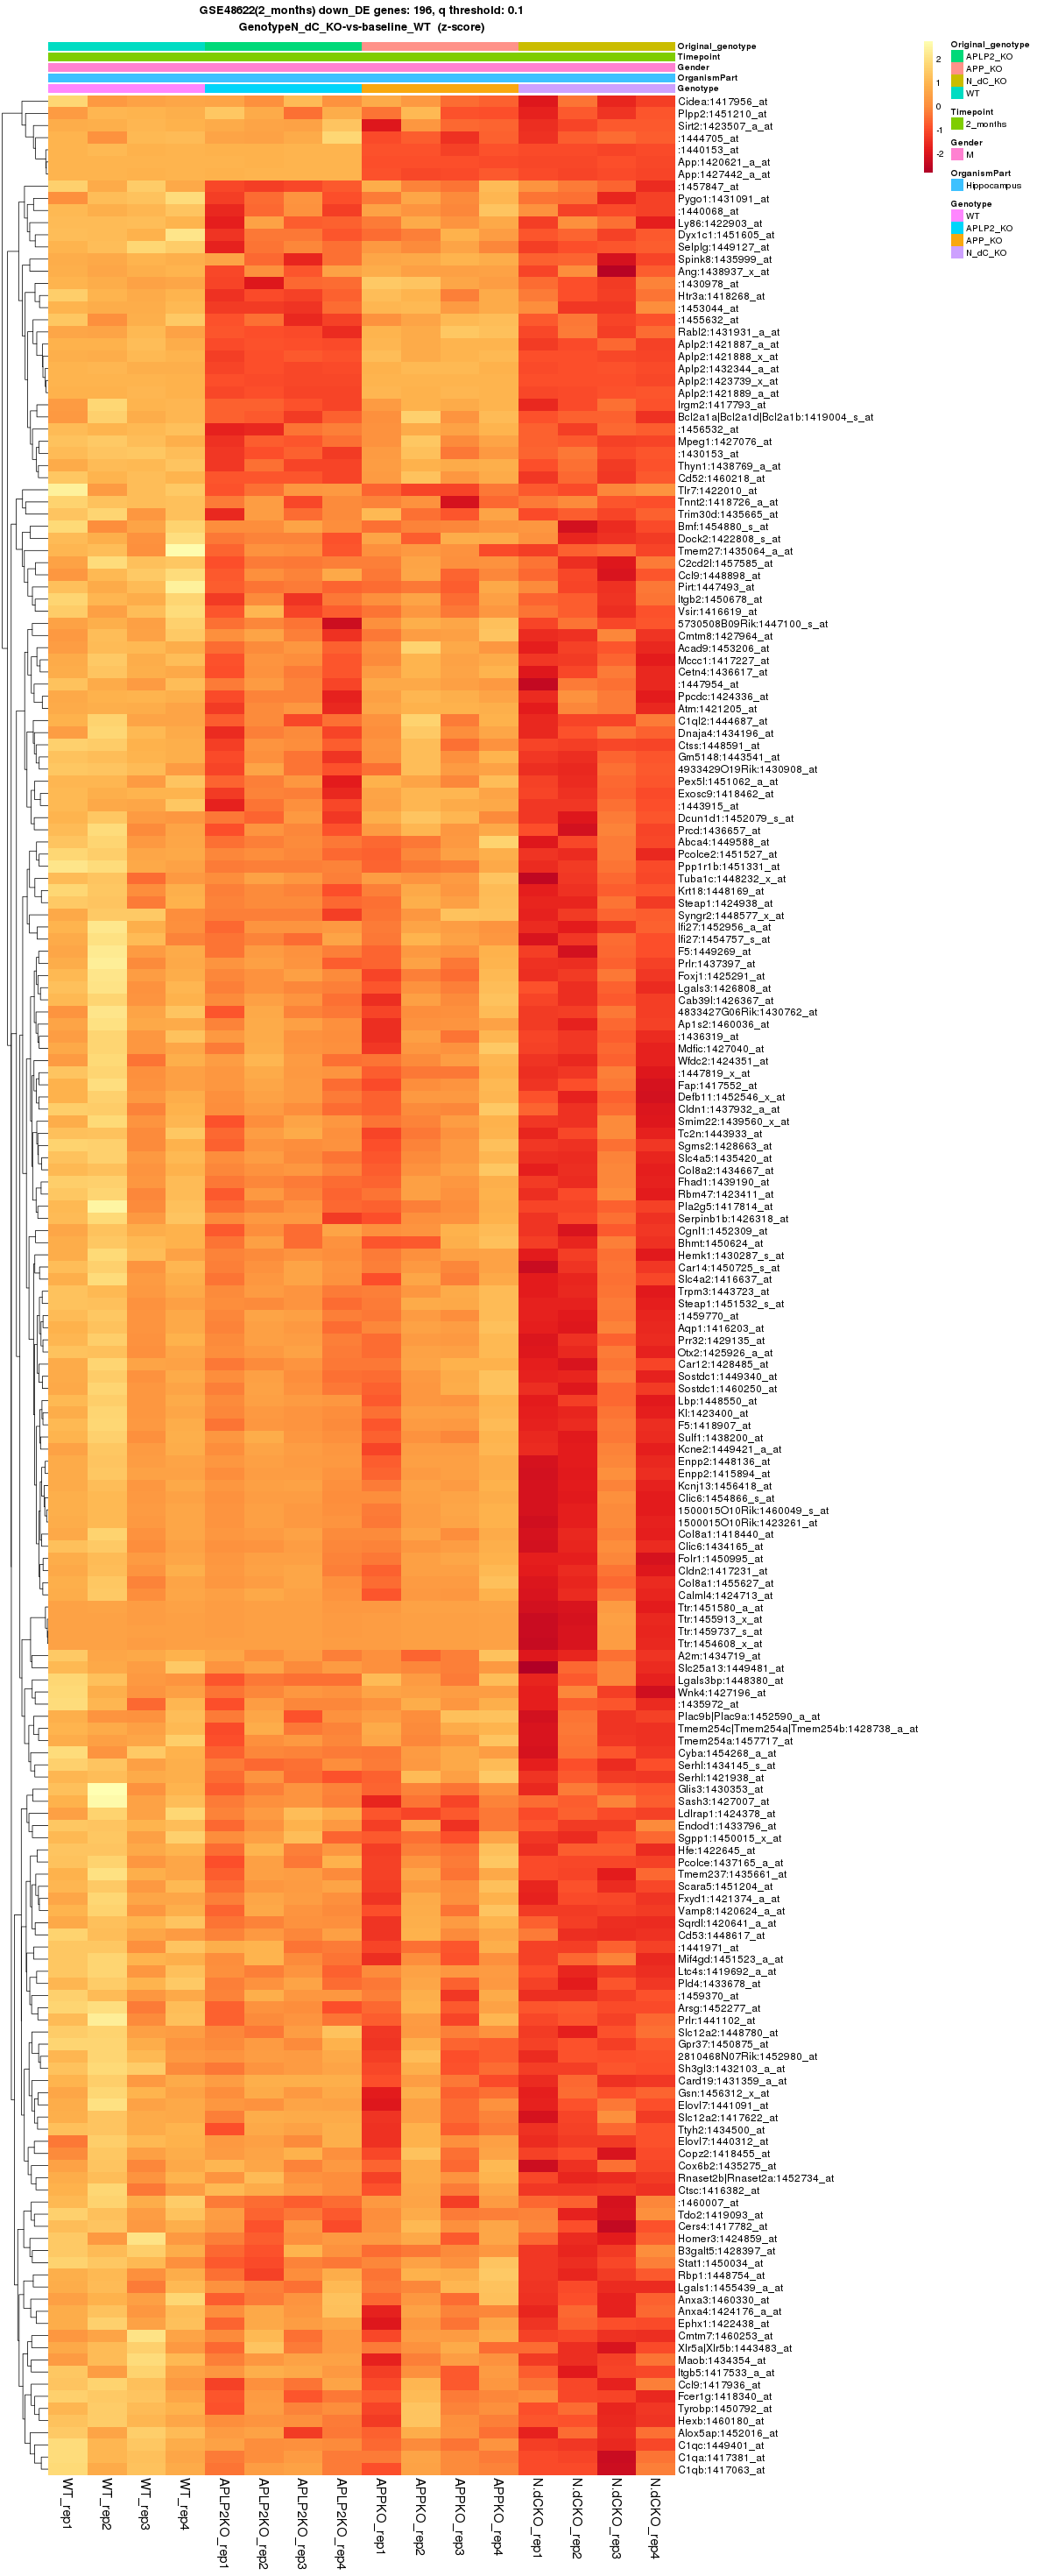 GSE48622(2_months) down_DE genes: 196, q threshold: 0.1
GenotypeN_dC_KO-vs-baseline_WT (z-score)
Original_genotype
Timepoint
Gender
OrganismPart
Genotype
Cidea:1417956_at
Plpp2:1451210_at
Sirt2:1423507_a_at
:1444705_at
:1440153_at
App:1420621_a_at
App:1427442_a_at
:1457847_at
Pygo1:1431091_at
:1440068_at
Ly86:1422903_at
Dyx1c1:1451605_at
Selplg:1449127_at
Spink8:1435999_at
Ang:1438937_x_at
:1430978_at
Htr3a:1418268_at
:1453044_at
:1455632_at
Rabl2:1431931_a_at
Aplp2:1421887_a_at
Aplp2:1421888_x_at
Aplp2:1432344_a_at
Aplp2:1423739_x_at
Aplp2:1421889_a_at
Irgm2:1417793_at
Bcl2a1a|Bcl2a1d|Bcl2a1b:1419004_s_at
:1456532_at
Mpeg1:1427076_at
:1430153_at
Thyn1:1438769_a_at
Cd52:1460218_at
Tlr7:1422010_at
Tnnt2:1418726_a_at
Trim30d:1435665_at
Bmf:1454880_s_at
Dock2:1422808_s_at
Tmem27:1435064_a_at
C2cd2l:1457585_at
Ccl9:1448898_at
Pirt:1447493_at
Itgb2:1450678_at
Vsir:1416619_at
5730508B09Rik:1447100_s_at
Cmtm8:1427964_at
Acad9:1453206_at
Mccc1:1417227_at
Cetn4:1436617_at
:1447954_at
Ppcdc:1424336_at
Atm:1421205_at
C1ql2:1444687_at
Dnaja4:1434196_at
Ctss:1448591_at
Gm5148:1443541_at
4933429O19Rik:1430908_at
Pex5l:1451062_a_at
Exosc9:1418462_at
:1443915_at
Dcun1d1:1452079_s_at
Prcd:1436657_at
Abca4:1449588_at
Pcolce2:1451527_at
Ppp1r1b:1451331_at
Tuba1c:1448232_x_at
Krt18:1448169_at
Steap1:1424938_at
Syngr2:1448577_x_at
Ifi27:1452956_a_at
Ifi27:1454757_s_at
F5:1449269_at
Prlr:1437397_at
Foxj1:1425291_at
Lgals3:1426808_at
Cab39l:1426367_at
4833427G06Rik:1430762_at
Ap1s2:1460036_at
:1436319_at
Mdfic:1427040_at
Wfdc2:1424351_at
:1447819_x_at
Fap:1417552_at
Defb11:1452546_x_at
Cldn1:1437932_a_at
Smim22:1439560_x_at
Tc2n:1443933_at
Sgms2:1428663_at
Slc4a5:1435420_at
Col8a2:1434667_at
Fhad1:1439190_at
Rbm47:1423411_at
Pla2g5:1417814_at
Serpinb1b:1426318_at
Cgnl1:1452309_at
Bhmt:1450624_at
Hemk1:1430287_s_at
Car14:1450725_s_at
Slc4a2:1416637_at
Trpm3:1443723_at
Steap1:1451532_s_at
:1459770_at
Aqp1:1416203_at
Prr32:1429135_at
Otx2:1425926_a_at
Car12:1428485_at
Sostdc1:1449340_at
Sostdc1:1460250_at
Lbp:1448550_at
Kl:1423400_at
F5:1418907_at
Sulf1:1438200_at
Kcne2:1449421_a_at
Enpp2:1448136_at
Enpp2:1415894_at
Kcnj13:1456418_at
Clic6:1454866_s_at
1500015O10Rik:1460049_s_at
1500015O10Rik:1423261_at
Col8a1:1418440_at
Clic6:1434165_at
Folr1:1450995_at
Cldn2:1417231_at
Col8a1:1455627_at
Calml4:1424713_at
Ttr:1451580_a_at
Ttr:1455913_x_at
Ttr:1459737_s_at
Ttr:1454608_x_at
A2m:1434719_at
Slc25a13:1449481_at
Lgals3bp:1448380_at
Wnk4:1427196_at
:1435972_at
Plac9b|Plac9a:1452590_a_at
Tmem254c|Tmem254a|Tmem254b:1428738_a_at
Tmem254a:1457717_at
Cyba:1454268_a_at
Serhl:1434145_s_at
Serhl:1421938_at
Glis3:1430353_at
Sash3:1427007_at
Ldlrap1:1424378_at
Endod1:1433796_at
Sgpp1:1450015_x_at
Hfe:1422645_at
Pcolce:1437165_a_at
Tmem237:1435661_at
Scara5:1451204_at
Fxyd1:1421374_a_at
Vamp8:1420624_a_at
Sqrdl:1420641_a_at
Cd53:1448617_at
:1441971_at
Mif4gd:1451523_a_at
Ltc4s:1419692_a_at
Pld4:1433678_at
:1459370_at
Arsg:1452277_at
Prlr:1441102_at
Slc12a2:1448780_at
Gpr37:1450875_at
2810468N07Rik:1452980_at
Sh3gl3:1432103_a_at
Card19:1431359_a_at
Gsn:1456312_x_at
Elovl7:1441091_at
Slc12a2:1417622_at
Ttyh2:1434500_at
Elovl7:1440312_at
Copz2:1418455_at
Cox6b2:1435275_at
Rnaset2b|Rnaset2a:1452734_at
Ctsc:1416382_at
:1460007_at
Tdo2:1419093_at
Cers4:1417782_at
Homer3:1424859_at
B3galt5:1428397_at
Stat1:1450034_at
Rbp1:1448754_at
Lgals1:1455439_a_at
Anxa3:1460330_at
Anxa4:1424176_a_at
Ephx1:1422438_at
Cmtm7:1460253_at
Xlr5a|Xlr5b:1443483_at
Maob:1434354_at
Itgb5:1417533_a_at
Ccl9:1417936_at
Fcer1g:1418340_at
Tyrobp:1450792_at
Hexb:1460180_at
Alox5ap:1452016_at
C1qc:1449401_at
C1qa:1417381_at
C1qb:1417063_at
WT_rep1
WT_rep2
WT_rep3
WT_rep4
APLP2KO_rep1
APLP2KO_rep2
APLP2KO_rep3
APLP2KO_rep4
APPKO_rep1
APPKO_rep2
APPKO_rep3
APPKO_rep4
N.dCKO_rep1
N.dCKO_rep2
N.dCKO_rep3
N.dCKO_rep4
2
1
0
-1
-2
Original_genotype
APLP2_KO
APP_KO
N_dC_KO
WT
Timepoint
2_months
Gender
M
OrganismPart
Hippocampus
Genotype
WT
APLP2_KO
APP_KO
N_dC_KO